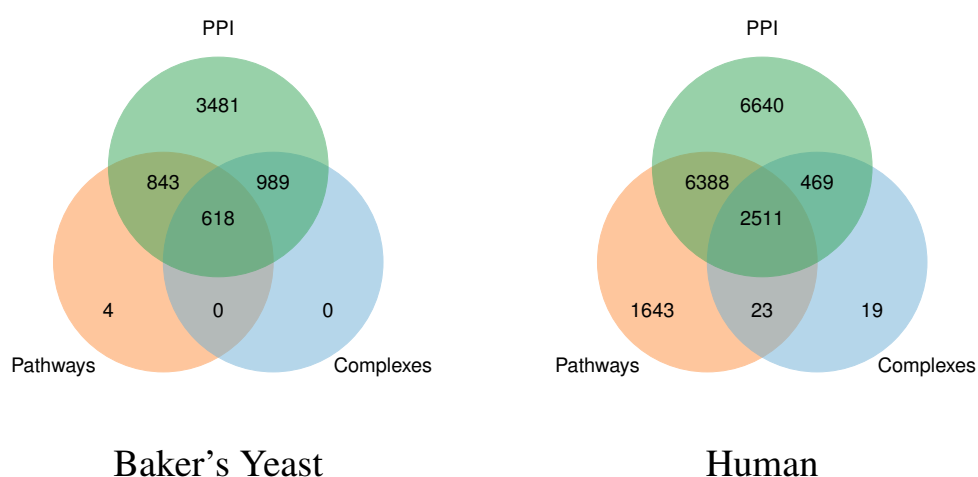 PPI
3481
843
989
618
4
0
0
Pathways
Complexes
Baker's Yeast
PPI
6640
6388
469
2511
1643
23
19
Pathways
Complexes
Human